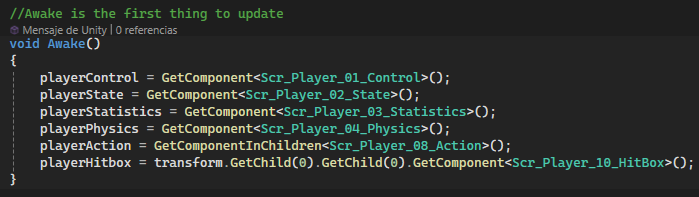 //Awake is the first thing to update
Mensaje de Unity | 0 referencias
void Awake()
{
playerControl = GetComponent<Scr_Player_01_Control>();
playerState = GetComponent<Scr_Player_02_State>();
playerStatistics = GetComponent<Scr_Player_03_Statistics>();
playerPhysics = GetComponent<Scr_Player_04_Physics>();
playerAction = GetComponentInChildren<Scr_Player_08_Action>();
playerHitbox = transform.GetChild(0).GetChild(0).GetComponent<Scr_Player_10_HitBox>();
}